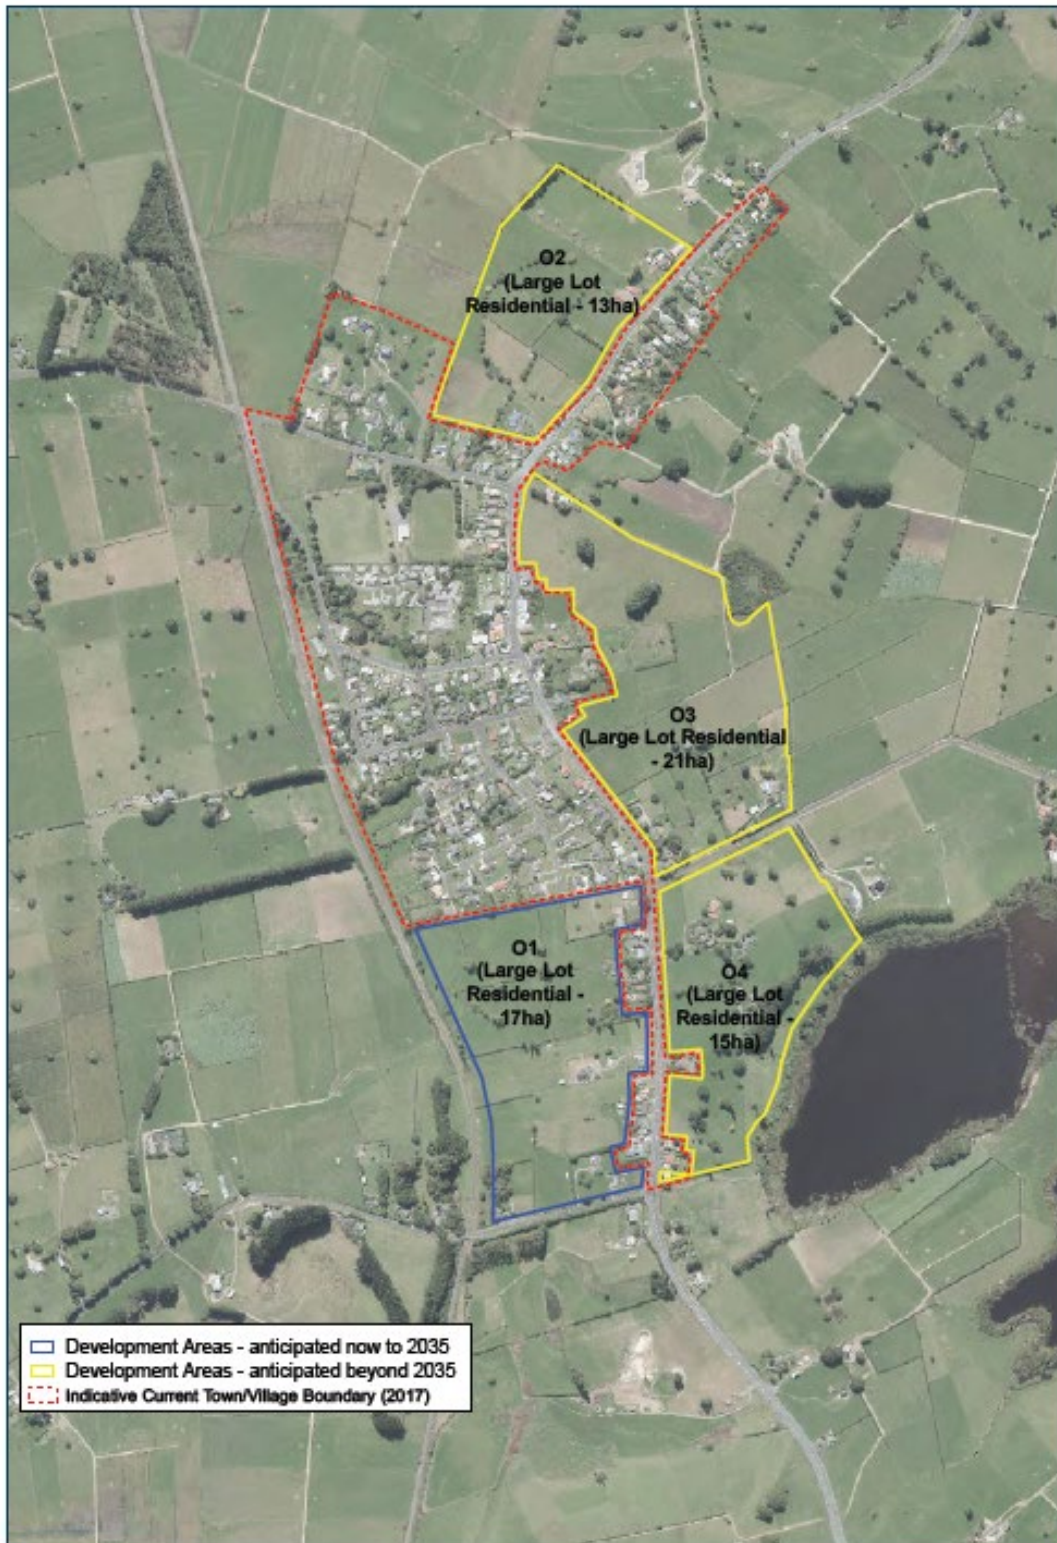 O2
(Large Lot
Residential - 13ha)
O3
(Large Lot Residential
- 21ha)
O1
(Large Lot
Residential -
17ha)
O4
(Large Lot
Residential -
15ha)
Development Areas - anticipated now to 2035
Development Areas - anticipated beyond 2035
Indicative Current Town/Village Boundary (2017)